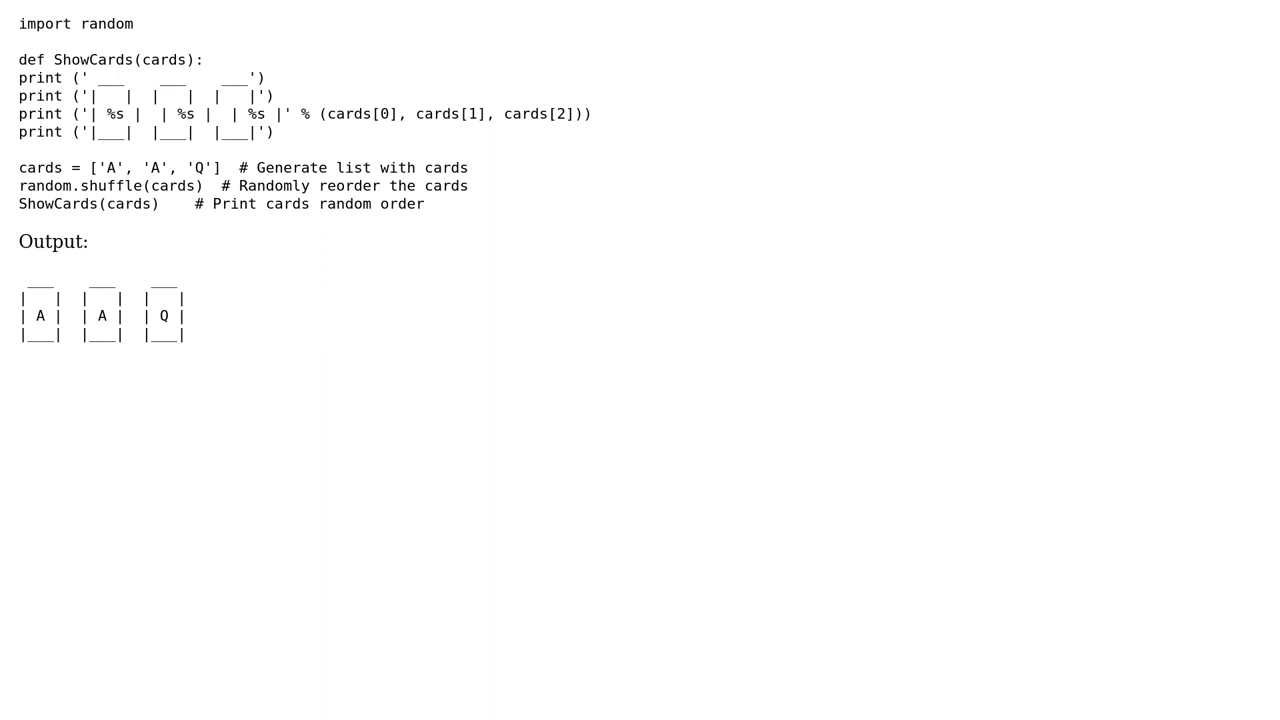 import random

def ShowCards(cards):
print (' ___    ___    ___')
print ('|   |  |   |  |   |')
print ('| %s |  | %s |  | %s |' % (cards[0], cards[1], cards[2]))
print ('|___|  |___|  |___|')

cards = ['A', 'A', 'Q']  # Generate list with cards
random.shuffle(cards)  # Randomly reorder the cards
ShowCards(cards)    # Print cards random order

Output:

 ___    ___    ___
|   |  |   |  |   |
| A |  | A |  | Q |
|___|  |___|  |___|